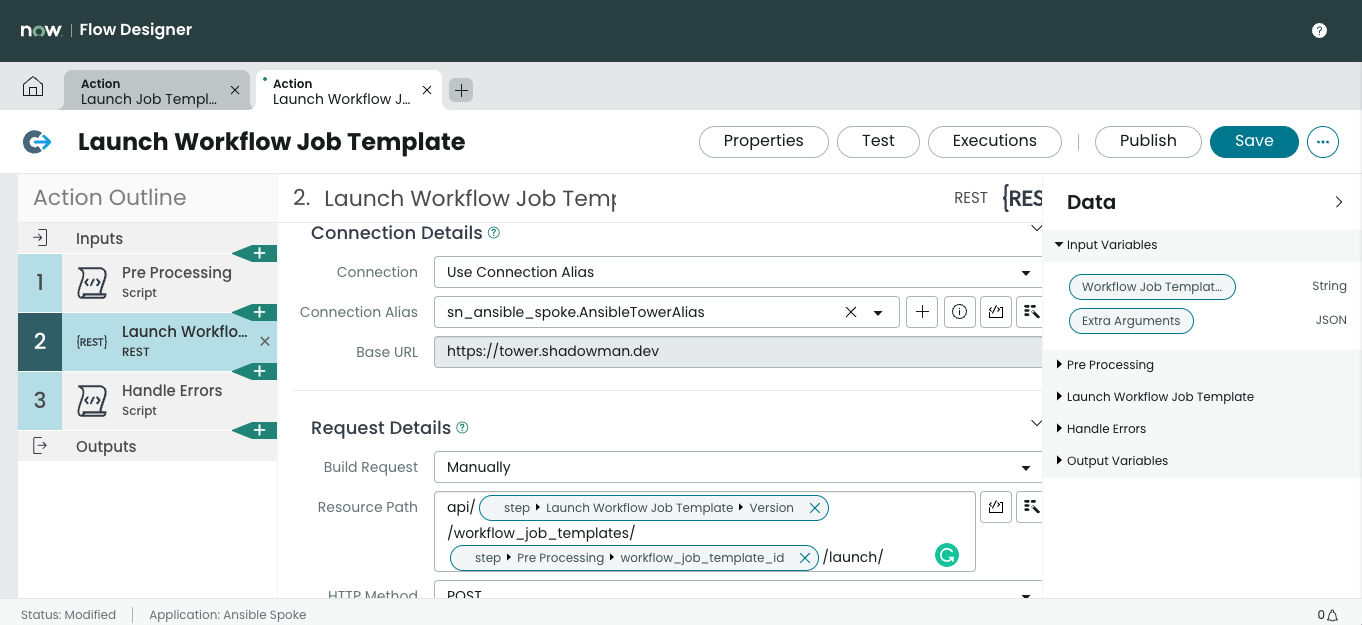 now Flow Designer
Action
Launch Job Templ...
Action
Launch Workflow J...
Launch Workflow Job Template
Properties
Test
Executions
Publish
Save
Action Outline
Inputs
1
Pre Processing
Script
2
{REST}
Launch Workflo...
REST
3
Handle Errors
Script
Outputs
2. Launch Workflow Job Temp
REST {RES
Connection Details
Connection
Use Connection Alias
Connection Alias
sn_ansible_spoke.AnsibleTowerAlias
Base URL
https://tower.shadowman.dev
Request Details
Build Request
Manually
Resource Path
api/ step Launch Workflow Job Template Version
/workflow_job_templates/
step Pre Processing workflow_job_template_id /launch/
HTTP Method
POST
Data
Input Variables
Workflow Job Templat... String
Extra Arguments JSON
Pre Processing
Launch Workflow Job Template
Handle Errors
Output Variables
Status: Modified
Application: Ansible Spoke
0